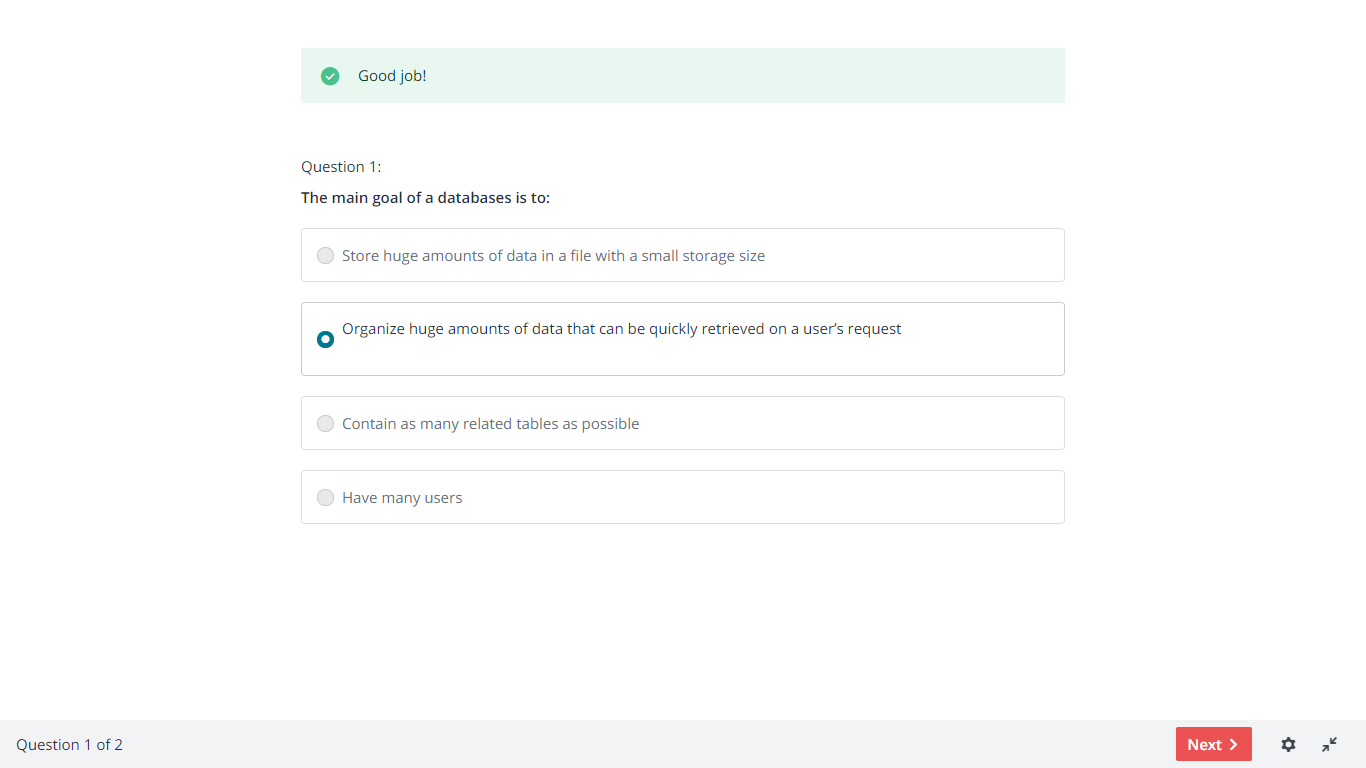 Good job!
Question 1:
The main goal of a databases is to:
Store huge amounts of data in a file with a small storage size
Organize huge amounts of data that can be quickly retrieved on a user’s request
Contain as many related tables as possible
Have many users
Question 1 of 2
Next